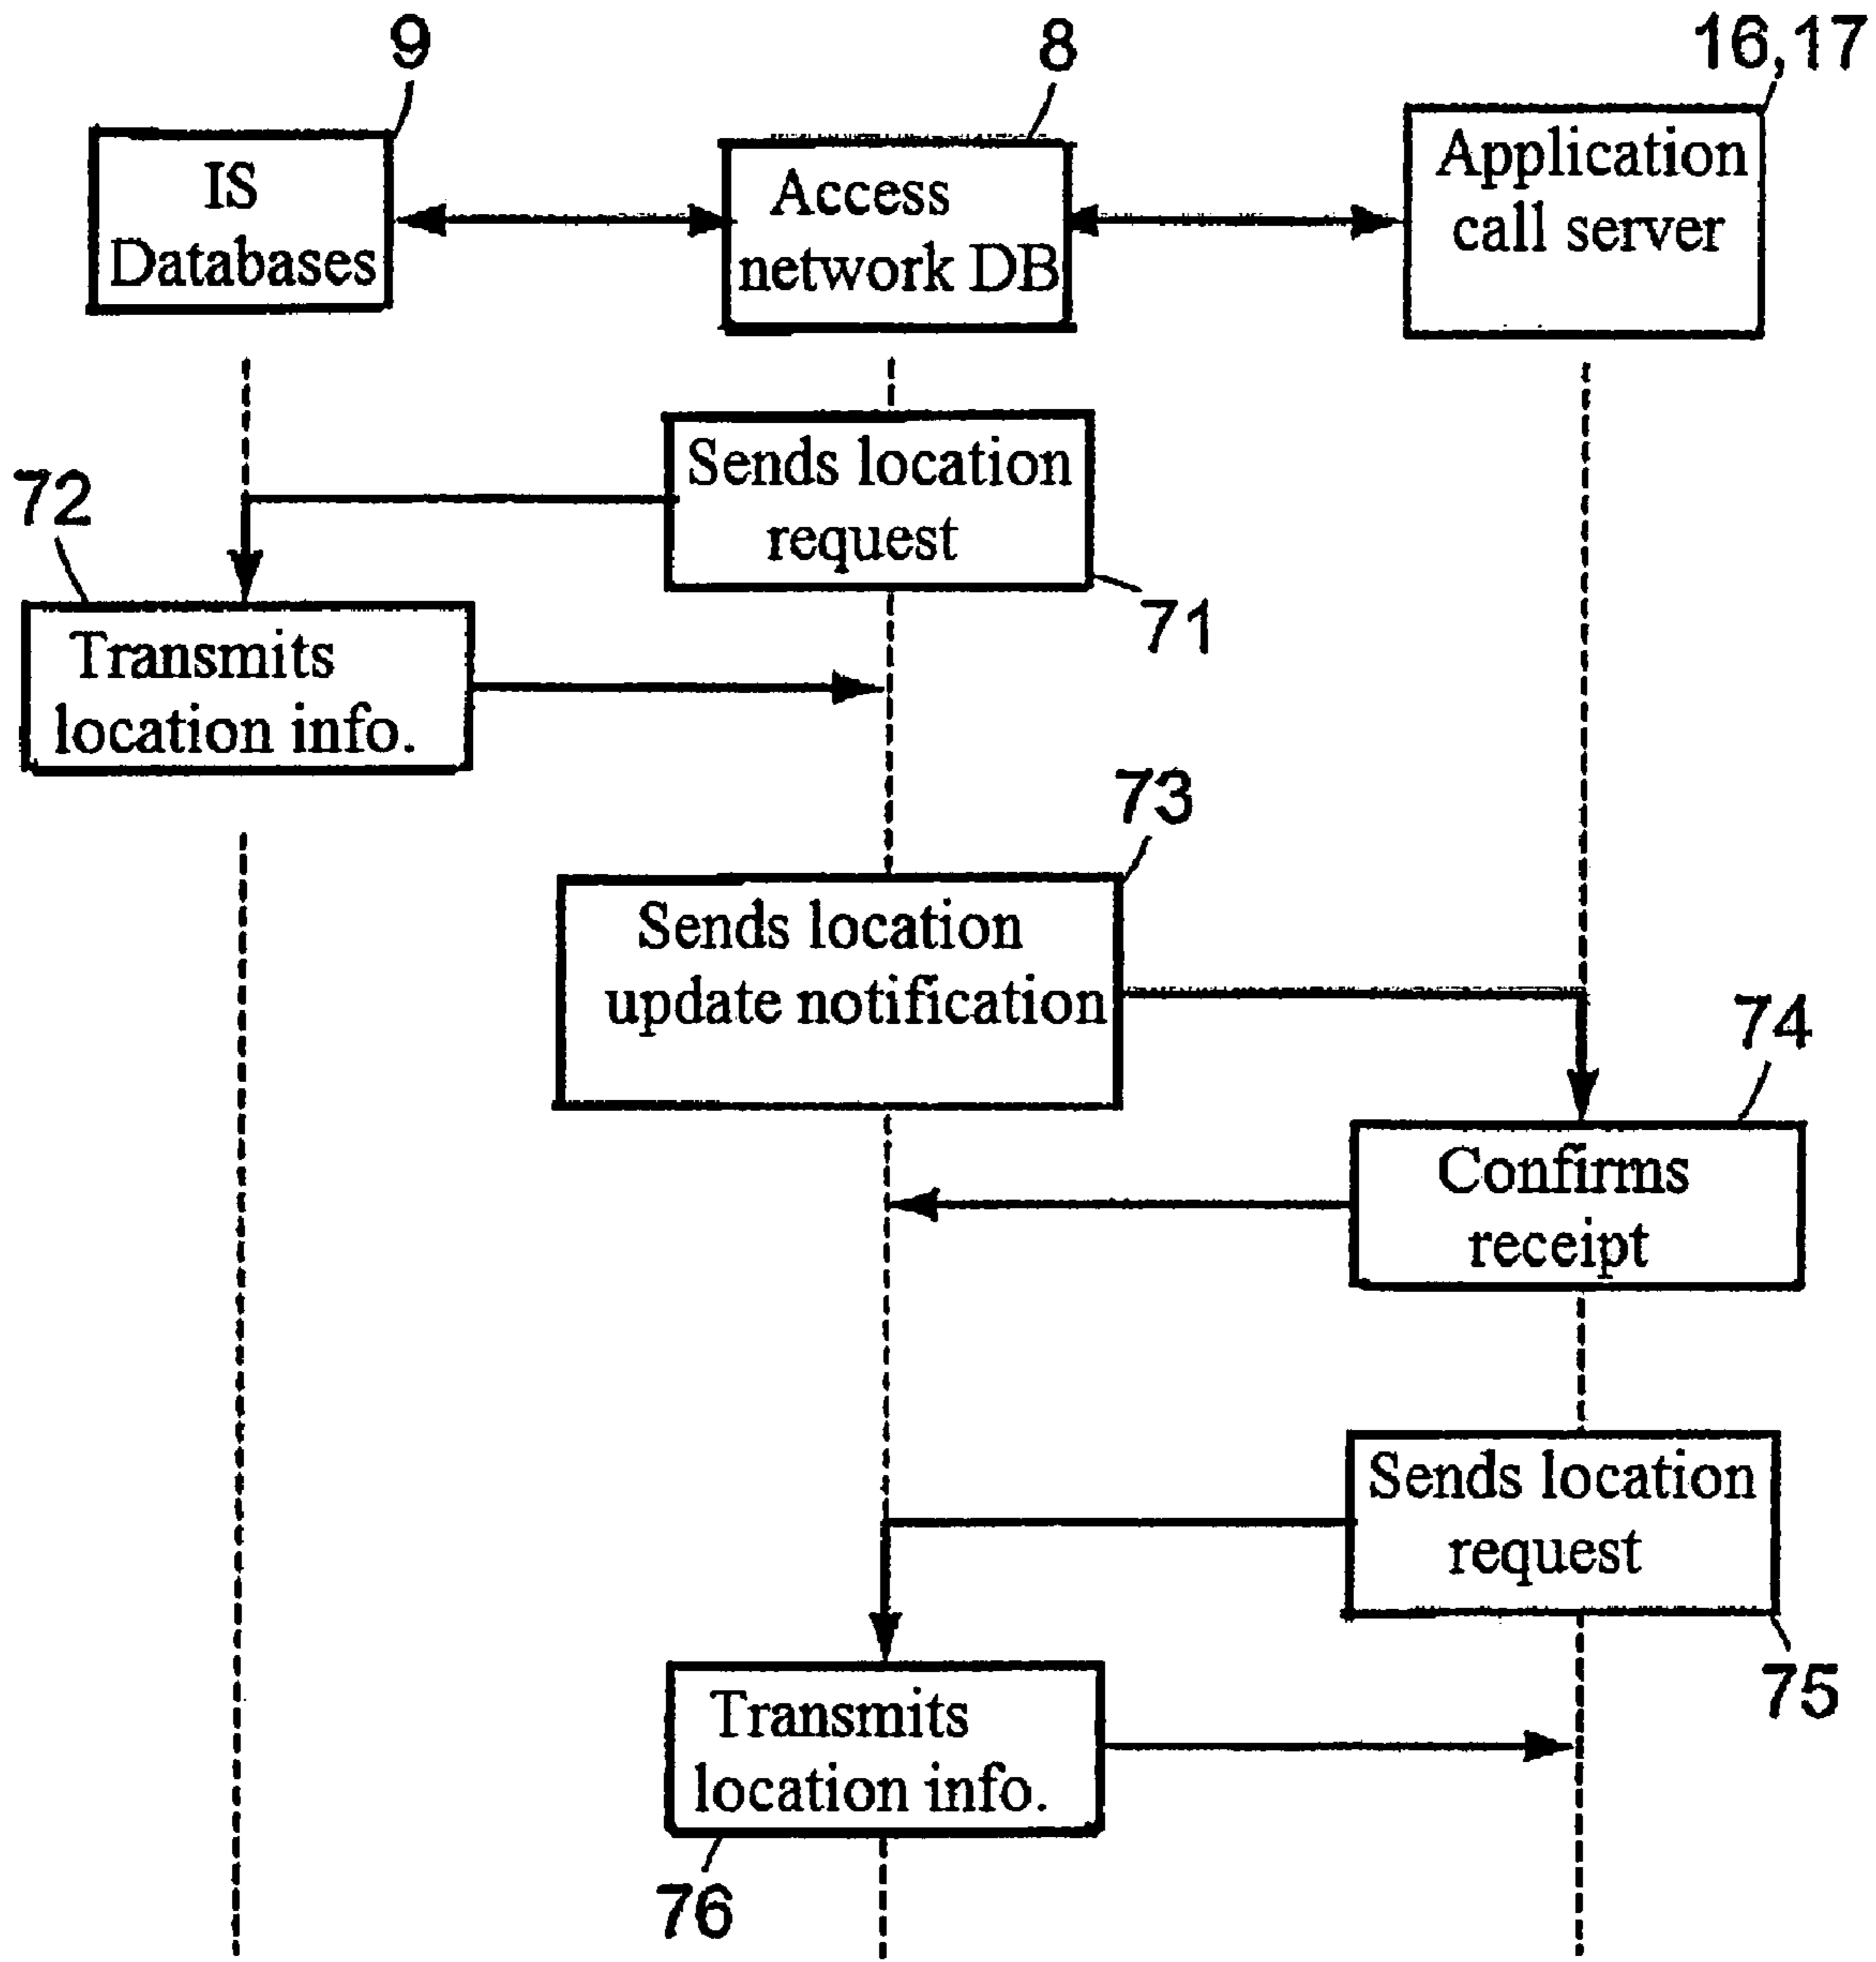 9
8
16,17
IS
Databases
Access
network DB
Application
call server
Sends location
request
71
72
Transmits
location info.
73
Sends location
update notification
74
Confirms
receipt
Sends location
request
75
Transmits
location info.
76